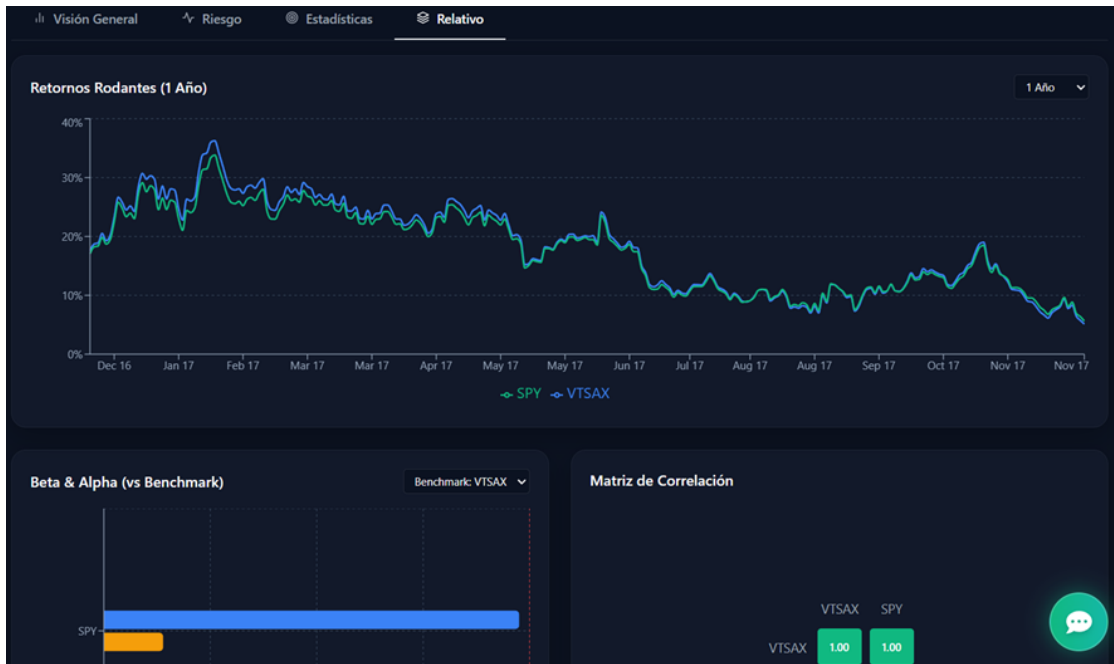 Visión General Riesgo Estadísticas Relativo
Retornos Rodantes (1 Año) 1 Año
40%
30%
20%
10%
0%
Dec 16 Jan 17 Feb 17 Mar 17 Mar 17 Apr 17 May 17 May 17 Jun 17 Jul 17 Aug 17 Aug 17 Sep 17 Oct 17 Nov 17 Nov 17
SPY VTSAX
Beta & Alpha (vs Benchmark) Benchmark: VTSAX
SPY
Matriz de Correlación
VTSAX SPY
VTSAX 1.00 1.00